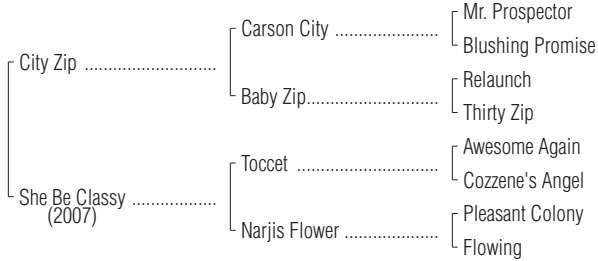 Mr. Prospector
Carson City ....................
Blushing Promise
City Zip .........................
Relaunch
Baby Zip.........................
Thirty Zip
Awesome Again
Toccet ...........................
Cozzene's Angel
She Be Classy ................
(2007)
Pleasant Colony
Narjis Flower ..................
Flowing